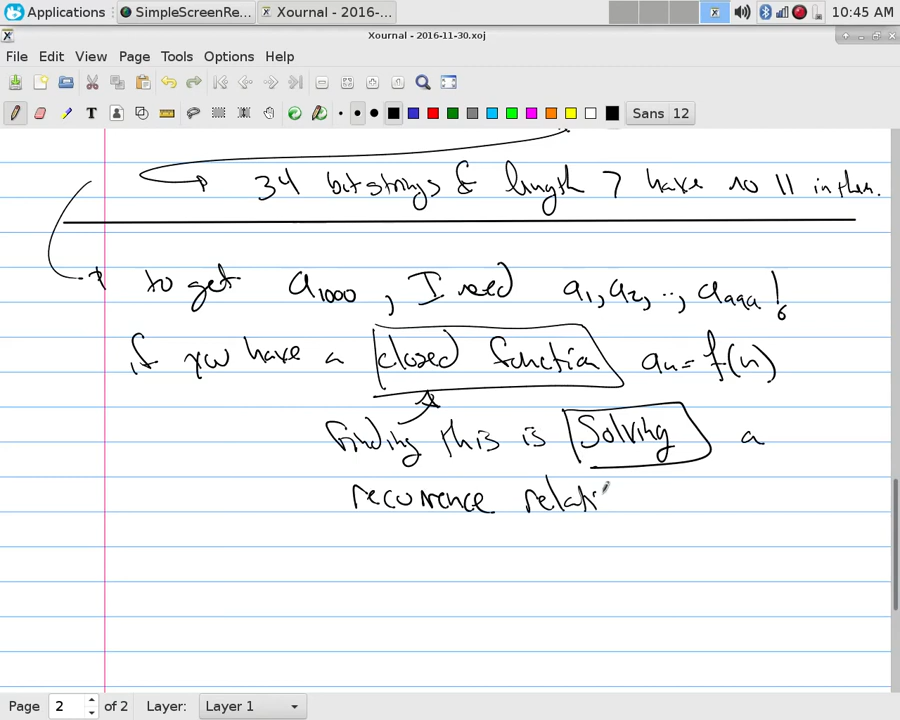 Applications SimpleScreenRe... Xournal - 2016-... 10:45 AM
Xournal - 2016-11-30.xoj
File Edit View Page Tools Options Help
Sans 12
34 bitstrings of length 7 have no 11 in them.
to get a1000, I need a1, a2, .., a999!
if you have a closed function an = f(n)
finding this is Solving a
recurrence relati
Page 2 of 2 Layer: Layer 1